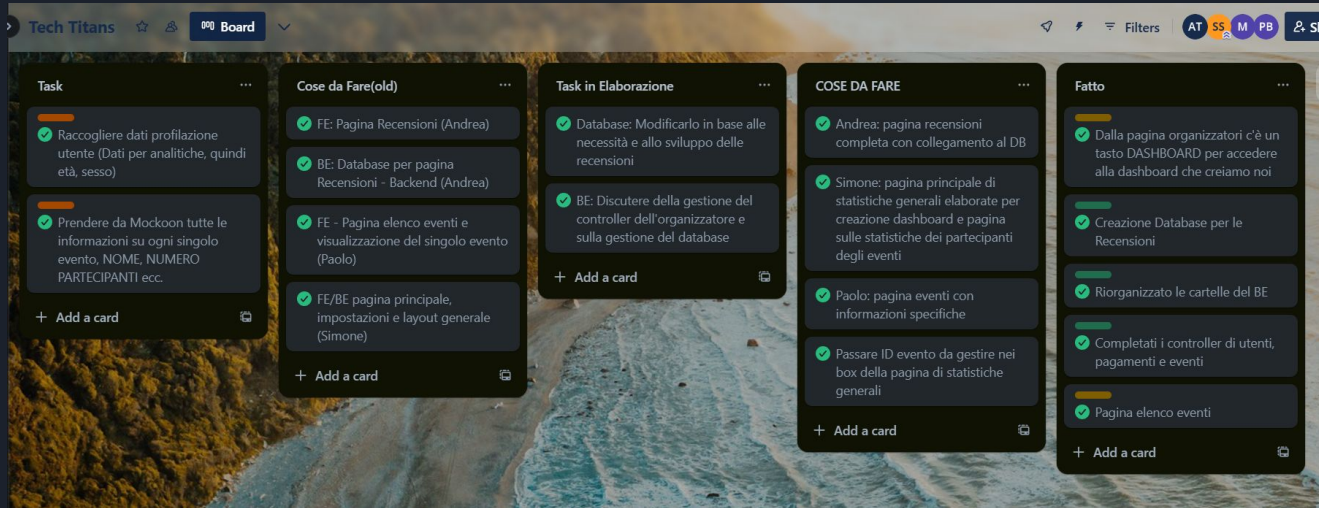 Tech Titans
Board
Filters
AT SS M PB
Task
Raccogliere dati profilazione
utente (Dati per analitiche, quindi
età, sesso)
Prendere da Mockoon tutte le
informazioni su ogni singolo
evento, NOME, NUMERO
PARTECIPANTI ecc.
+ Add a card
Cose da Fare(old)
FE: Pagina Recensioni (Andrea)
BE: Database per pagina
Recensioni - Backend (Andrea)
FE - Pagina elenco eventi e
visualizzazione del singolo evento
(Paolo)
FE/BE pagina principale,
impostazioni e layout generale
(Simone)
+ Add a card
Task in Elaborazione
Database: Modificarlo in base alle
necessità e allo sviluppo delle
recensioni
BE: Discutere della gestione del
controller dell'organizzatore e
sulla gestione del database
+ Add a card
COSE DA FARE
Andrea: pagina recensioni
completa con collegamento al DB
Simone: pagina principale di
statistiche generali elaborate per
creazione dashboard e pagina
sulle statistiche dei partecipanti
degli eventi
Paolo: pagina eventi con
informazioni specifiche
Passare ID evento da gestire nei
box della pagina di statistiche
generali
+ Add a card
Fatto
Dalla pagina organizzatori c'è un
tasto DASHBOARD per accedere
alla dashboard che creiamo noi
Creazione Database per le
Recensioni
Riorganizzato le cartelle del BE
Completati i controller di utenti,
pagamenti e eventi
Pagina elenco eventi
+ Add a card